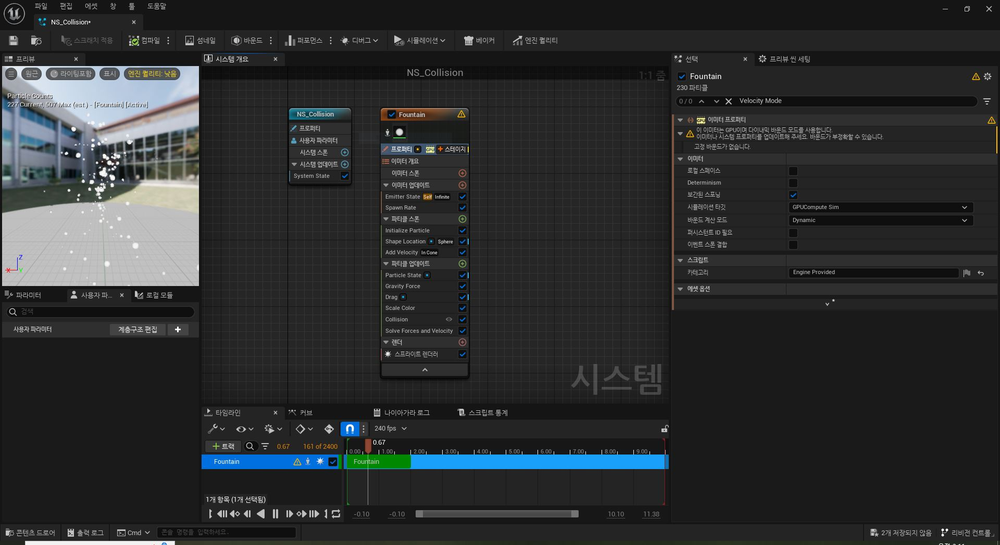 파일 편집 에셋 창 툴 도움말
NS_Collision*
스크래치 적용 컴파일 섬네일 바운드 퍼포먼스 디버그 시뮬레이션 베이커 엔진 퀄리티
프리뷰
원근 라이팅포함 표시 엔진 퀄리티: 낮음
Particle Counts
227 Current, 507 Max (est.) - [Fountain] [Active]
Z
X Y
파라미터 사용자 파... 로컬 모듈
검색
사용자 파라미터 계층구조 편집
시스템 개요
NS_Collision
1:1 줌
NS_Collision
프로퍼티
사용자 파라미터
시스템 스폰
시스템 업데이트
System State
Fountain
프로퍼티 GPU 스테이지
이미터 개요
이미터 스폰
이미터 업데이트
Emitter State Self Infinite
Spawn Rate
파티클 스폰
Initialize Particle
Shape Location Sphere
Add Velocity In Cone
파티클 업데이트
Particle State
Gravity Force
Drag
Scale Color
Collision
Solve Forces and Velocity
렌더
스프라이트 렌더러
시스템
타임라인 커브 나이아가라 로그 스크립트 통계
240 fps
트랙 0.67 161 of 2400
0.67
0.00 1.00 2.00 3.00 4.00 5.00 6.00 7.00 8.00 9.00
Fountain
Fountain
1개 항목 (1개 선택됨)
-0.10 -0.10 10.10 11.38
선택 프리뷰 씬 세팅
Fountain
230 파티클
0 / 0 Velocity Mode
GPU 이미터 프로퍼티
이 이미터는 GPU이며 다이내믹 바운드 모드를 사용합니다.
이미터나 시스템 프로퍼티를 업데이트해 주세요. 바운드가 부정확할 수 있습니다.
고정 바운드가 없습니다.
이미터
로컬 스페이스
Determinism
보간된 스포닝
시뮬레이션 타깃 GPUCompute Sim
바운드 계산 모드 Dynamic
퍼시스턴트 ID 필요
이벤트 스폰 결합
스크립트
카테고리 Engine Provided
에셋 옵션
콘텐츠 드로어 출력 로그 Cmd 콘솔 명령을 입력하세요.
2개 저장되지 않음 리비전 컨트롤